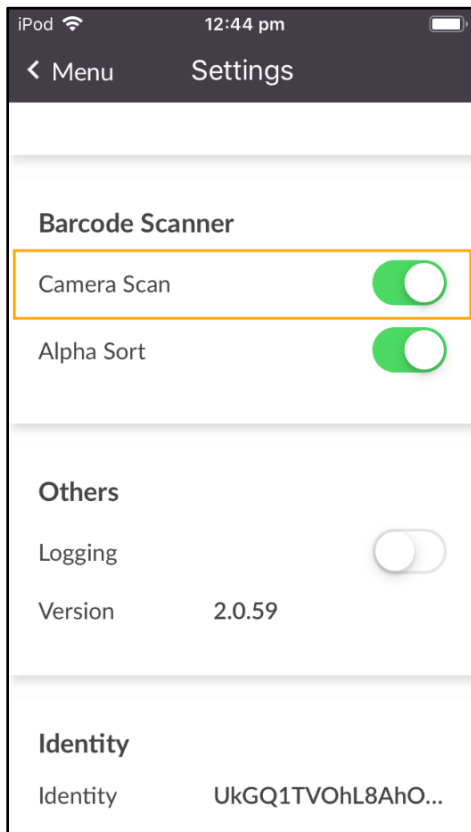 iPod 12:44 pm
Menu Settings
Barcode Scanner
Camera Scan
Alpha Sort
Others
Logging
Version 2.0.59
Identity
Identity UkGQ1TVOhL8AhO...